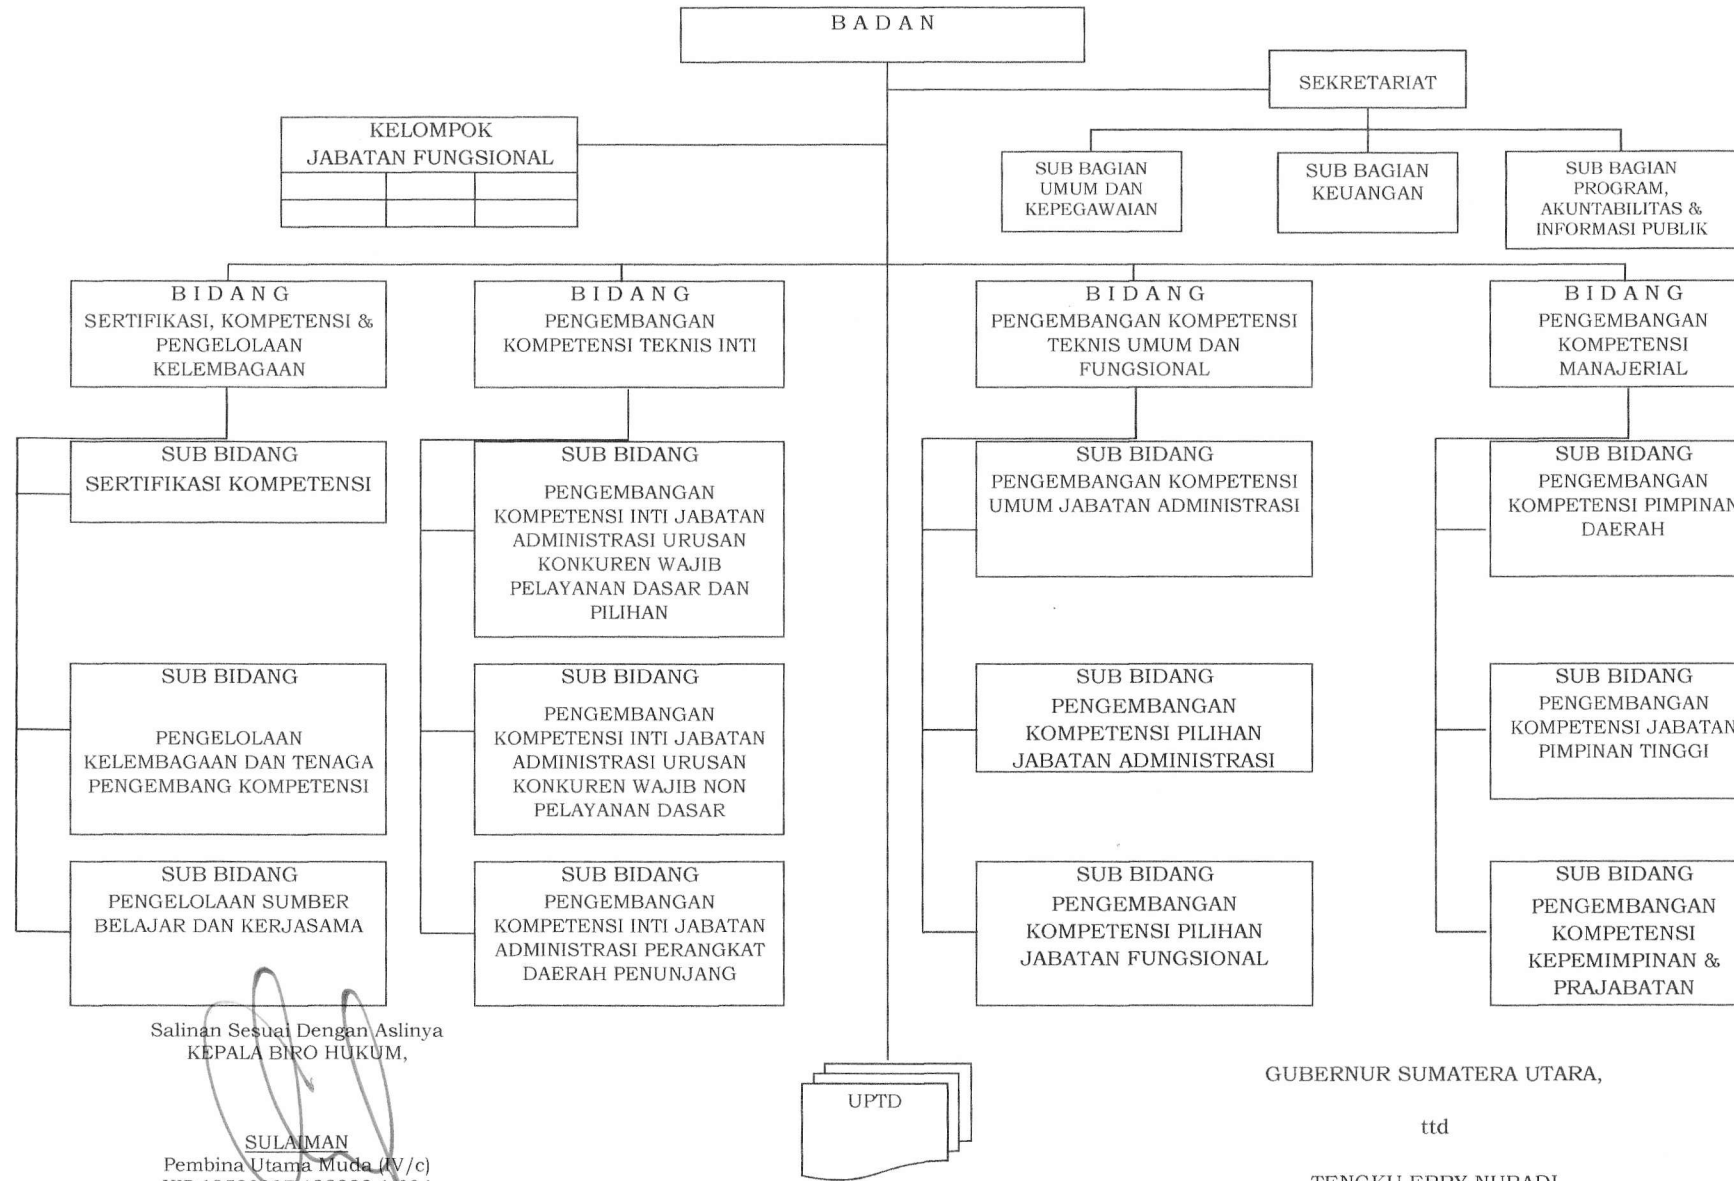 B A D A N
SEKRETARIAT
KELOMPOK
JABATAN FUNGSIONAL
SUB BAGIAN
UMUM DAN
KEPEGAWAIAN
SUB BAGIAN
KEUANGAN
SUB BAGIAN
PROGRAM,
AKUNTABILITAS &
INFORMASI PUBLIK
B I D A N G
SERTIFIKASI, KOMPETENSI &
PENGELOLAAN
KELEMBAGAAN
B I D A N G
PENGEMBANGAN
KOMPETENSI TEKNIS INTI
B I D A N G
PENGEMBANGAN KOMPETENSI
TEKNIS UMUM DAN
FUNGSIONAL
B I D A N G
PENGEMBANGAN
KOMPETENSI
MANAJERIAL
SUB BIDANG
SERTIFIKASI KOMPETENSI
SUB BIDANG
PENGEMBANGAN
KOMPETENSI INTI JABATAN
ADMINISTRASI URUSAN
KONKUREN WAJIB
PELAYANAN DASAR DAN
PILIHAN
SUB BIDANG
PENGEMBANGAN KOMPETENSI
UMUM JABATAN ADMINISTRASI
SUB BIDANG
PENGEMBANGAN
KOMPETENSI PIMPINAN
DAERAH
SUB BIDANG
PENGELOLAAN
KELEMBAGAAN DAN TENAGA
PENGEMBANG KOMPETENSI
SUB BIDANG
PENGEMBANGAN
KOMPETENSI INTI JABATAN
ADMINISTRASI URUSAN
KONKUREN WAJIB NON
PELAYANAN DASAR
SUB BIDANG
PENGEMBANGAN
KOMPETENSI PILIHAN
JABATAN ADMINISTRASI
SUB BIDANG
PENGEMBANGAN
KOMPETENSI JABATAN
PIMPINAN TINGGI
SUB BIDANG
PENGELOLAAN SUMBER
BELAJAR DAN KERJASAMA
SUB BIDANG
PENGEMBANGAN
KOMPETENSI INTI JABATAN
ADMINISTRASI PERANGKAT
DAERAH PENUNJANG
SUB BIDANG
PENGEMBANGAN
KOMPETENSI PILIHAN
JABATAN FUNGSIONAL
SUB BIDANG
PENGEMBANGAN
KOMPETENSI
KEPEMIMPINAN &
PRAJABATAN
Salinan Sesuai Dengan Aslinya
KEPALA BIRO HUKUM,
SULAIMAN
Pembina Utama Muda (IV/c)
UPTD
GUBERNUR SUMATERA UTARA,
ttd
TENGKU ERRY NURADI